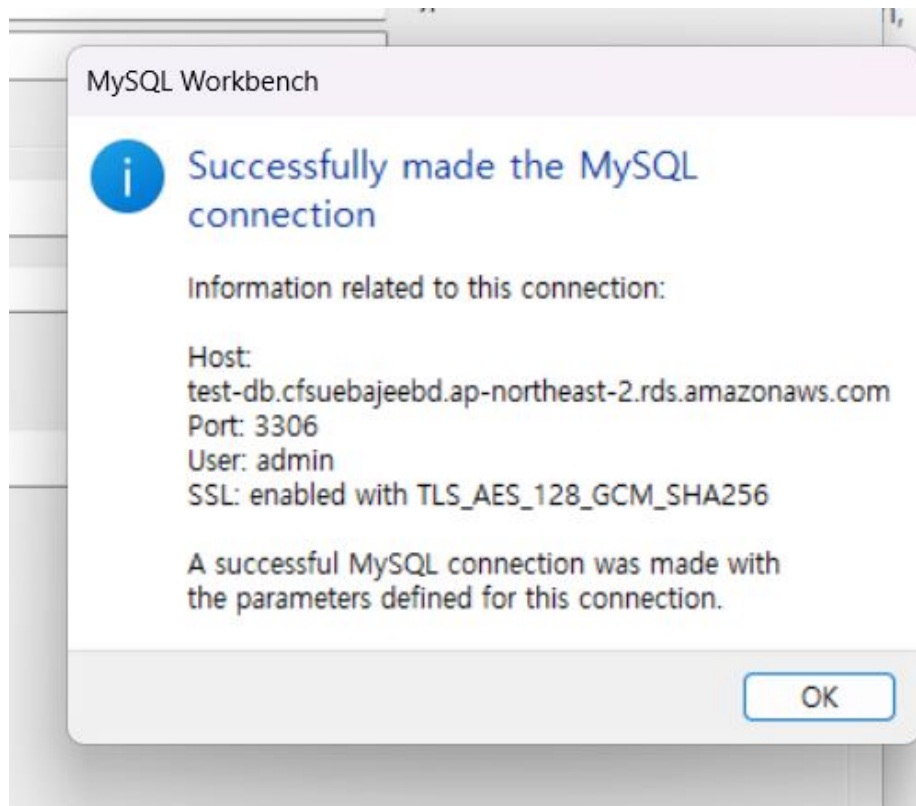 MySQL Workbench
Successfully made the MySQL
connection
Information related to this connection:
Host:
test-db.cfsuebajeebd.ap-northeast-2.rds.amazonaws.com
Port: 3306
User: admin
SSL: enabled with TLS_AES_128_GCM_SHA256
A successful MySQL connection was made with
the parameters defined for this connection.
OK